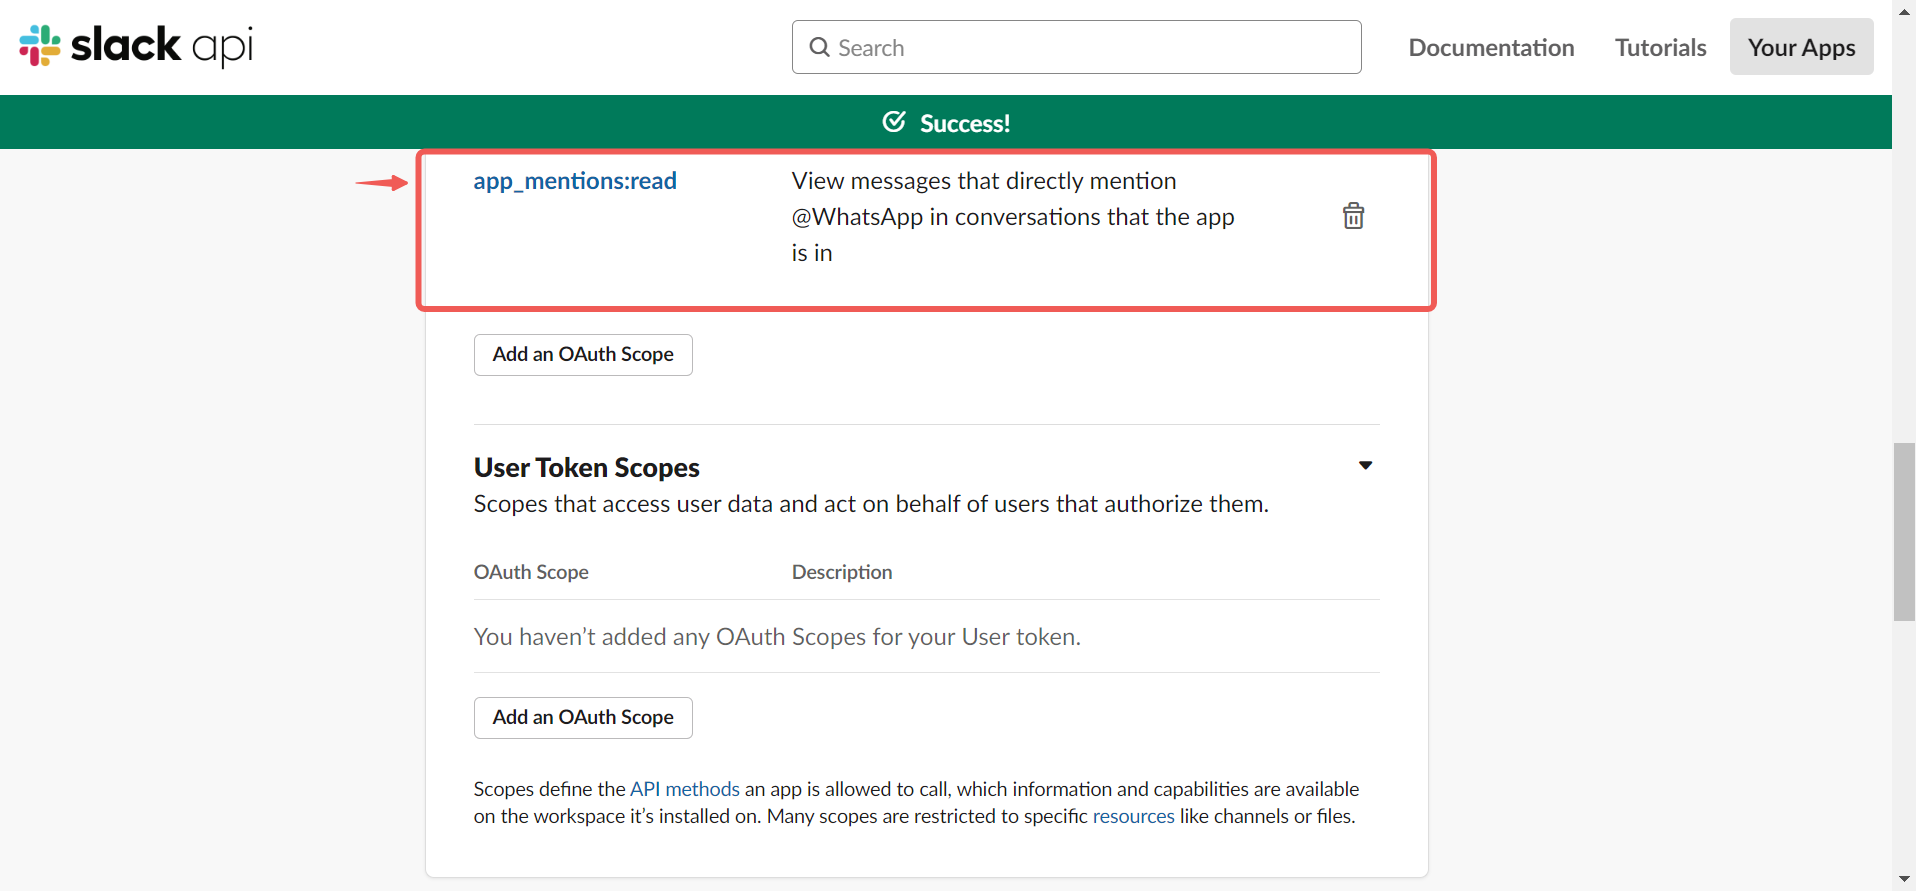 slack api
Search
Documentation
Tutorials
Your Apps
Success!
app_mentions:read
View messages that directly mention
@WhatsApp in conversations that the app
is in
Add an OAuth Scope
User Token Scopes
Scopes that access user data and act on behalf of users that authorize them.
OAuth Scope
Description
You haven’t added any OAuth Scopes for your User token.
Add an OAuth Scope
Scopes define the API methods an app is allowed to call, which information and capabilities are available
on the workspace it’s installed on. Many scopes are restricted to specific resources like channels or files.